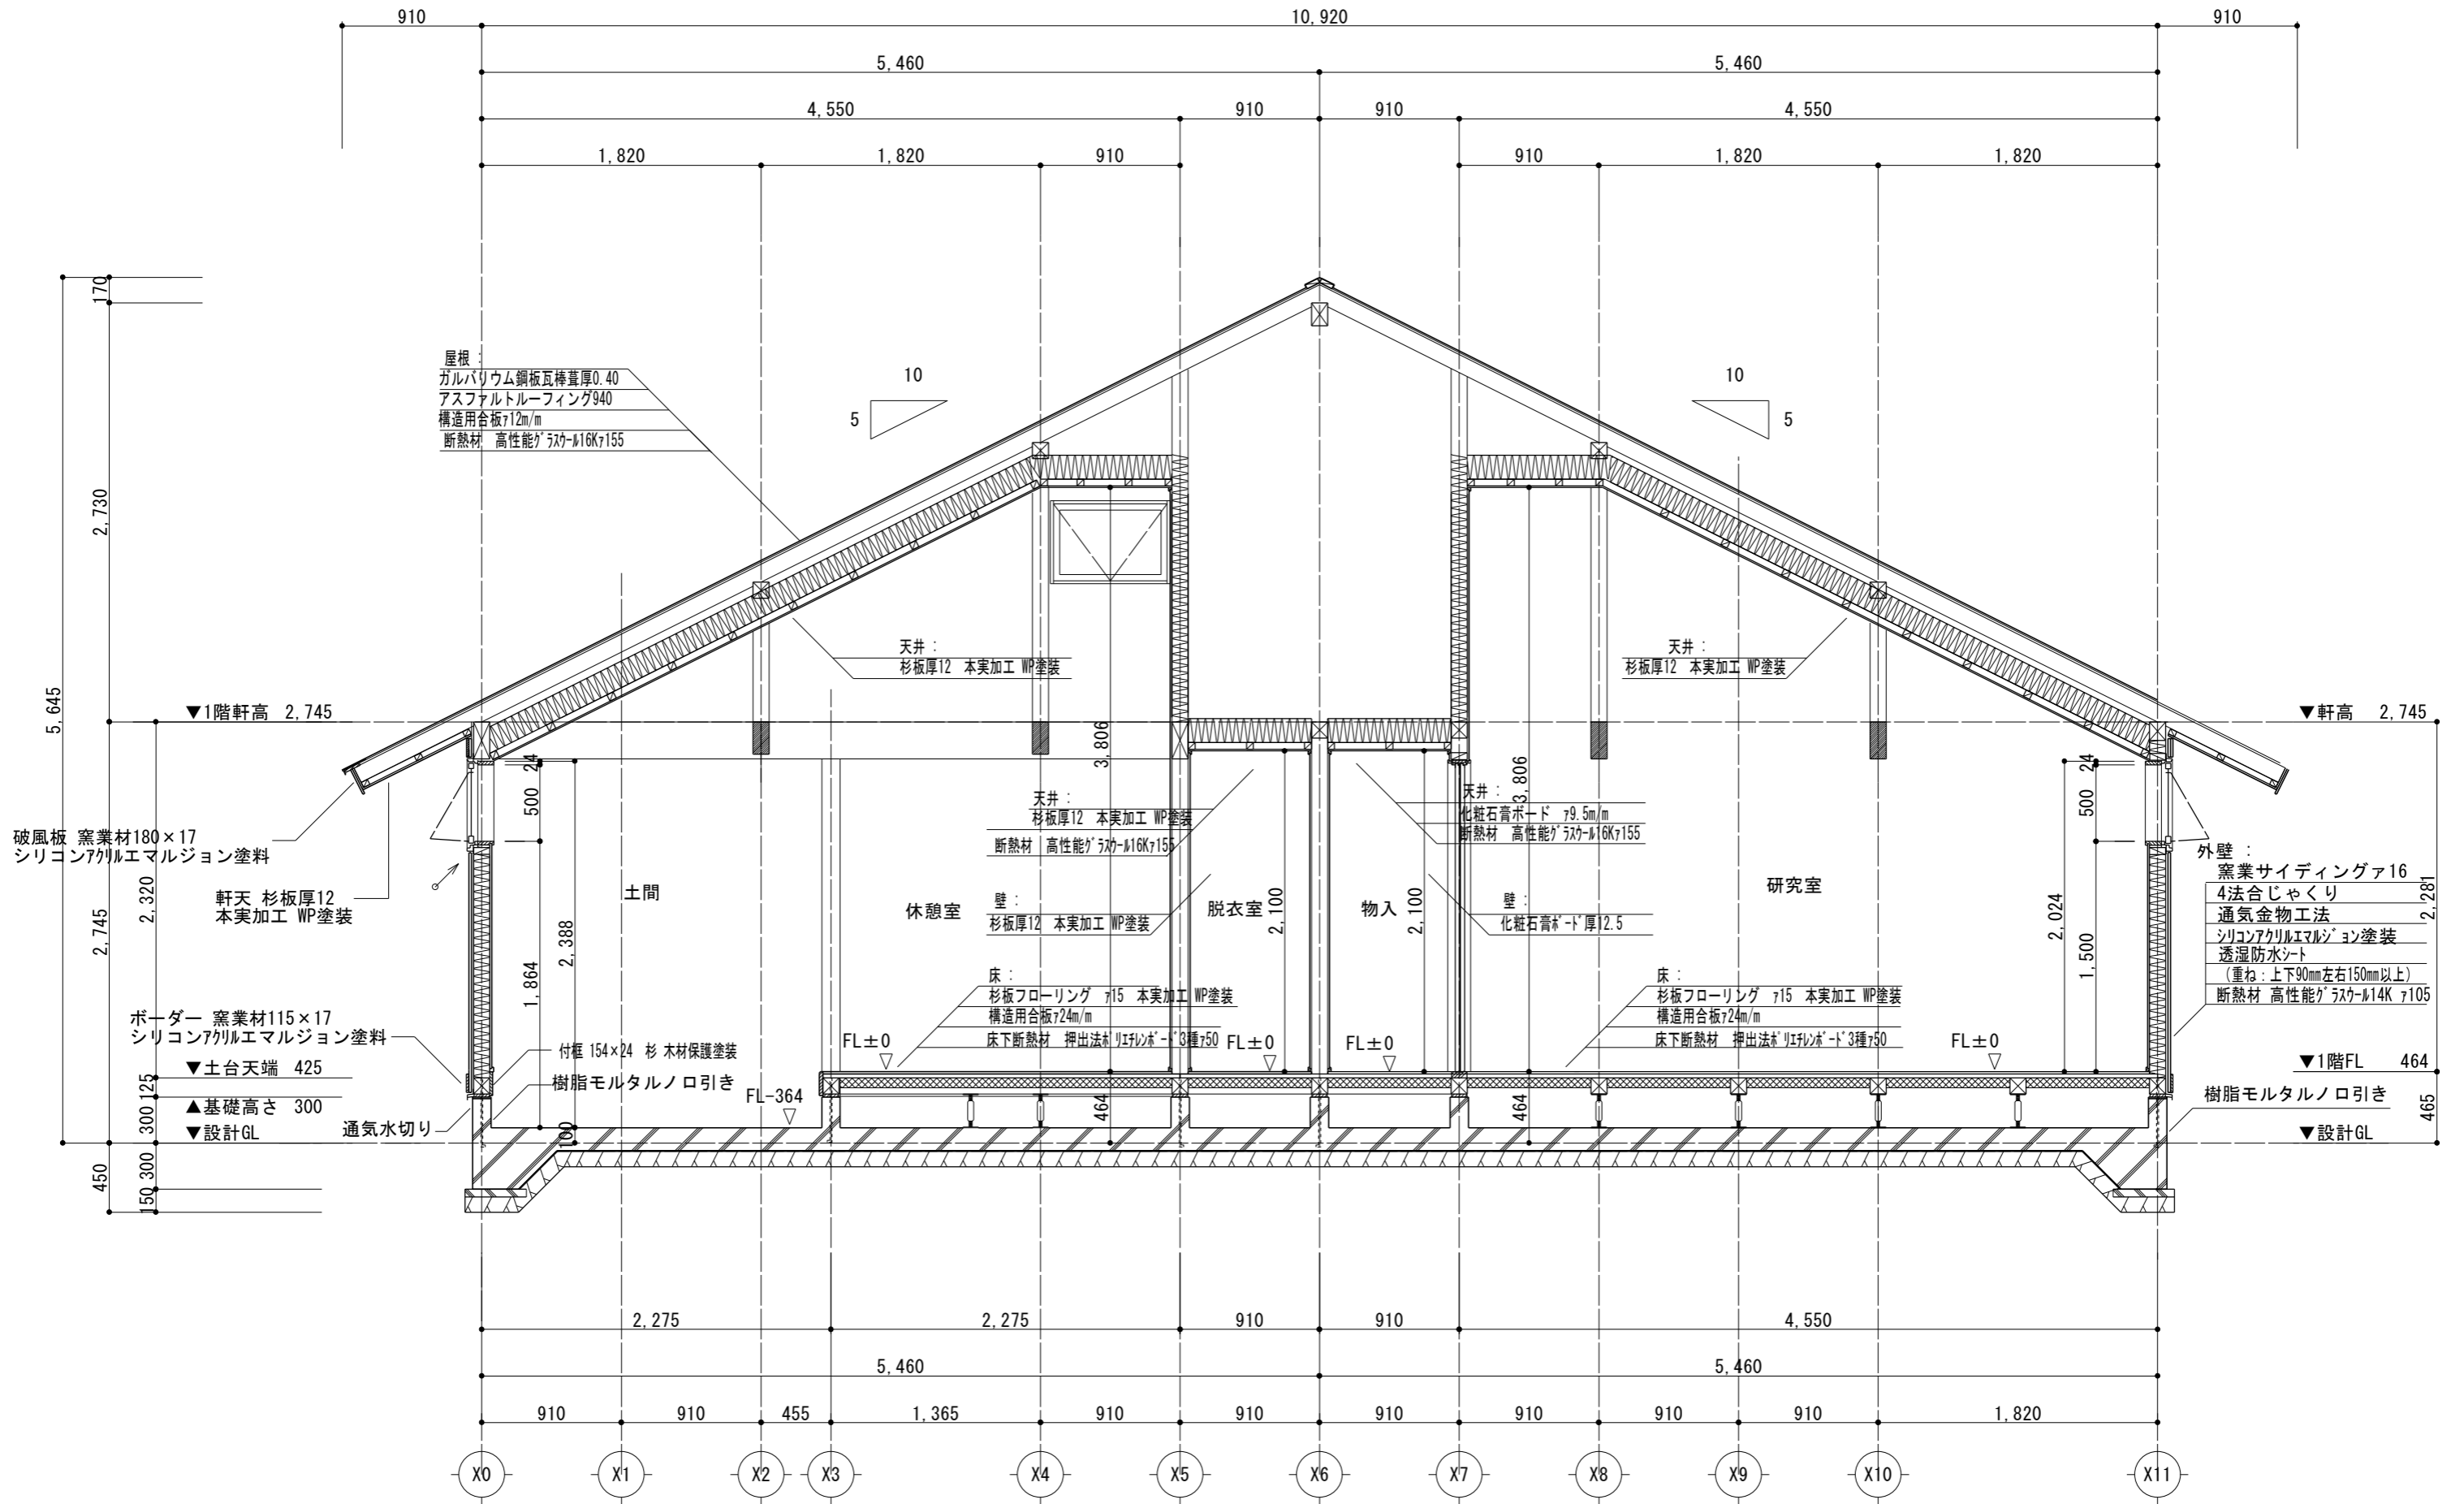 910
10,920
910
5,460
5,460
4,550
910
910
4,550
1,820
1,820
910
910
1,820
1,820
170
2,730
5,645
2,745
2,320
125
300
300
450
150
屋根：
ガルバリウム鋼板瓦棒葺厚0.40
アスファルトルーフィング940
構造用合板ｱ12m/m
断熱材　高性能ｸﾞﾗｽｳｰﾙ16Kｱ155
10
5
10
5
天井：
杉板厚12　本実加工 WP塗装
天井：
杉板厚12　本実加工 WP塗装
▼1階軒高　2,745
▼軒高　2,745
破風板 窯業材180×17
シリコンｱｸﾘﾙエマルジョン塗料
軒天 杉板厚12
本実加工 WP塗装
24
500
1,864
2,388
100
土間
休憩室
3,806
464
天井：
杉板厚12　本実加工 WP塗装
断熱材　高性能ｸﾞﾗｽｳｰﾙ16Kｱ155
壁：
杉板厚12　本実加工 WP塗装
脱衣室
2,100
物入
2,100
天井：
化粧石膏ボード　ｱ9.5m/m
断熱材　高性能ｸﾞﾗｽｳｰﾙ16Kｱ155
壁：
化粧石膏ﾎﾞｰﾄﾞ厚12.5
3,806
464
研究室
2,024
24
500
1,500
外壁：
窯業サイディングァ16
4法合じゃくり
通気金物工法
ｼﾘｺﾝｱｸﾘﾙｴﾏﾙｼﾞｮﾝ塗装
透湿防水ｼｰﾄ
（重ね：上下90mm左右150mm以上）
断熱材 高性能ｸﾞﾗｽｳｰﾙ14K ｱ105
2,281
465
床：
杉板フローリング　ｱ15　本実加工 WP塗装
構造用合板ｱ24m/m
床下断熱材　押出法ﾎﾟﾘｴﾁﾚﾝﾎﾞｰﾄﾞ3種ｱ50
床：
杉板フローリング　ｱ15　本実加工 WP塗装
構造用合板ｱ24m/m
床下断熱材　押出法ﾎﾟﾘｴﾁﾚﾝﾎﾞｰﾄﾞ3種ｱ50
FL±0
FL±0
FL±0
FL±0
FL-364
ボーダー 窯業材115×17
シリコンｱｸﾘﾙエマルジョン塗料
付框 154×24　杉 木材保護塗装
樹脂モルタルノロ引き
▼土台天端　425
▲基礎高さ　300
▼設計GL
通気水切り
▼1階FL　464
樹脂モルタルノロ引き
▼設計GL
2,275
2,275
910
910
4,550
5,460
5,460
910
910
455
1,365
910
910
910
910
910
910
1,820
X0
X1
X2
X3
X4
X5
X6
X7
X8
X9
X10
X11